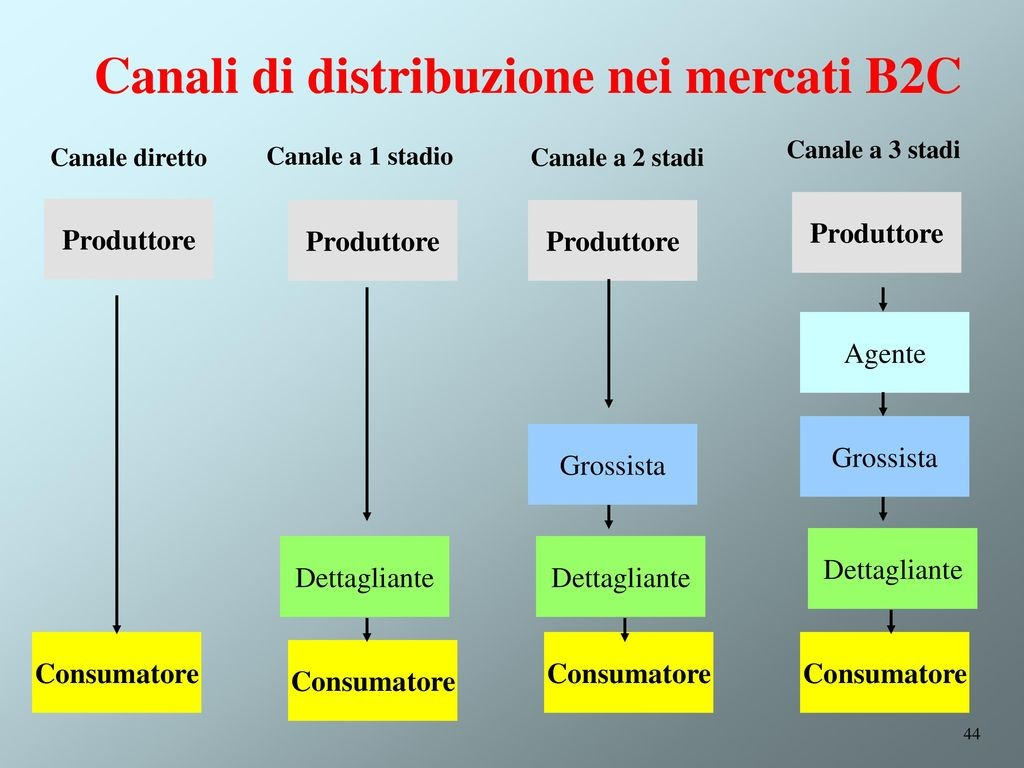 Canali di distribuzione nei mercati B2C
Canale diretto
Canale a 1 stadio
Canale a 2 stadi
Canale a 3 stadi
Produttore
Produttore
Produttore
Produttore
Agente
Grossista
Grossista
Dettagliante
Dettagliante
Dettagliante
Consumatore
Consumatore
Consumatore
Consumatore
44